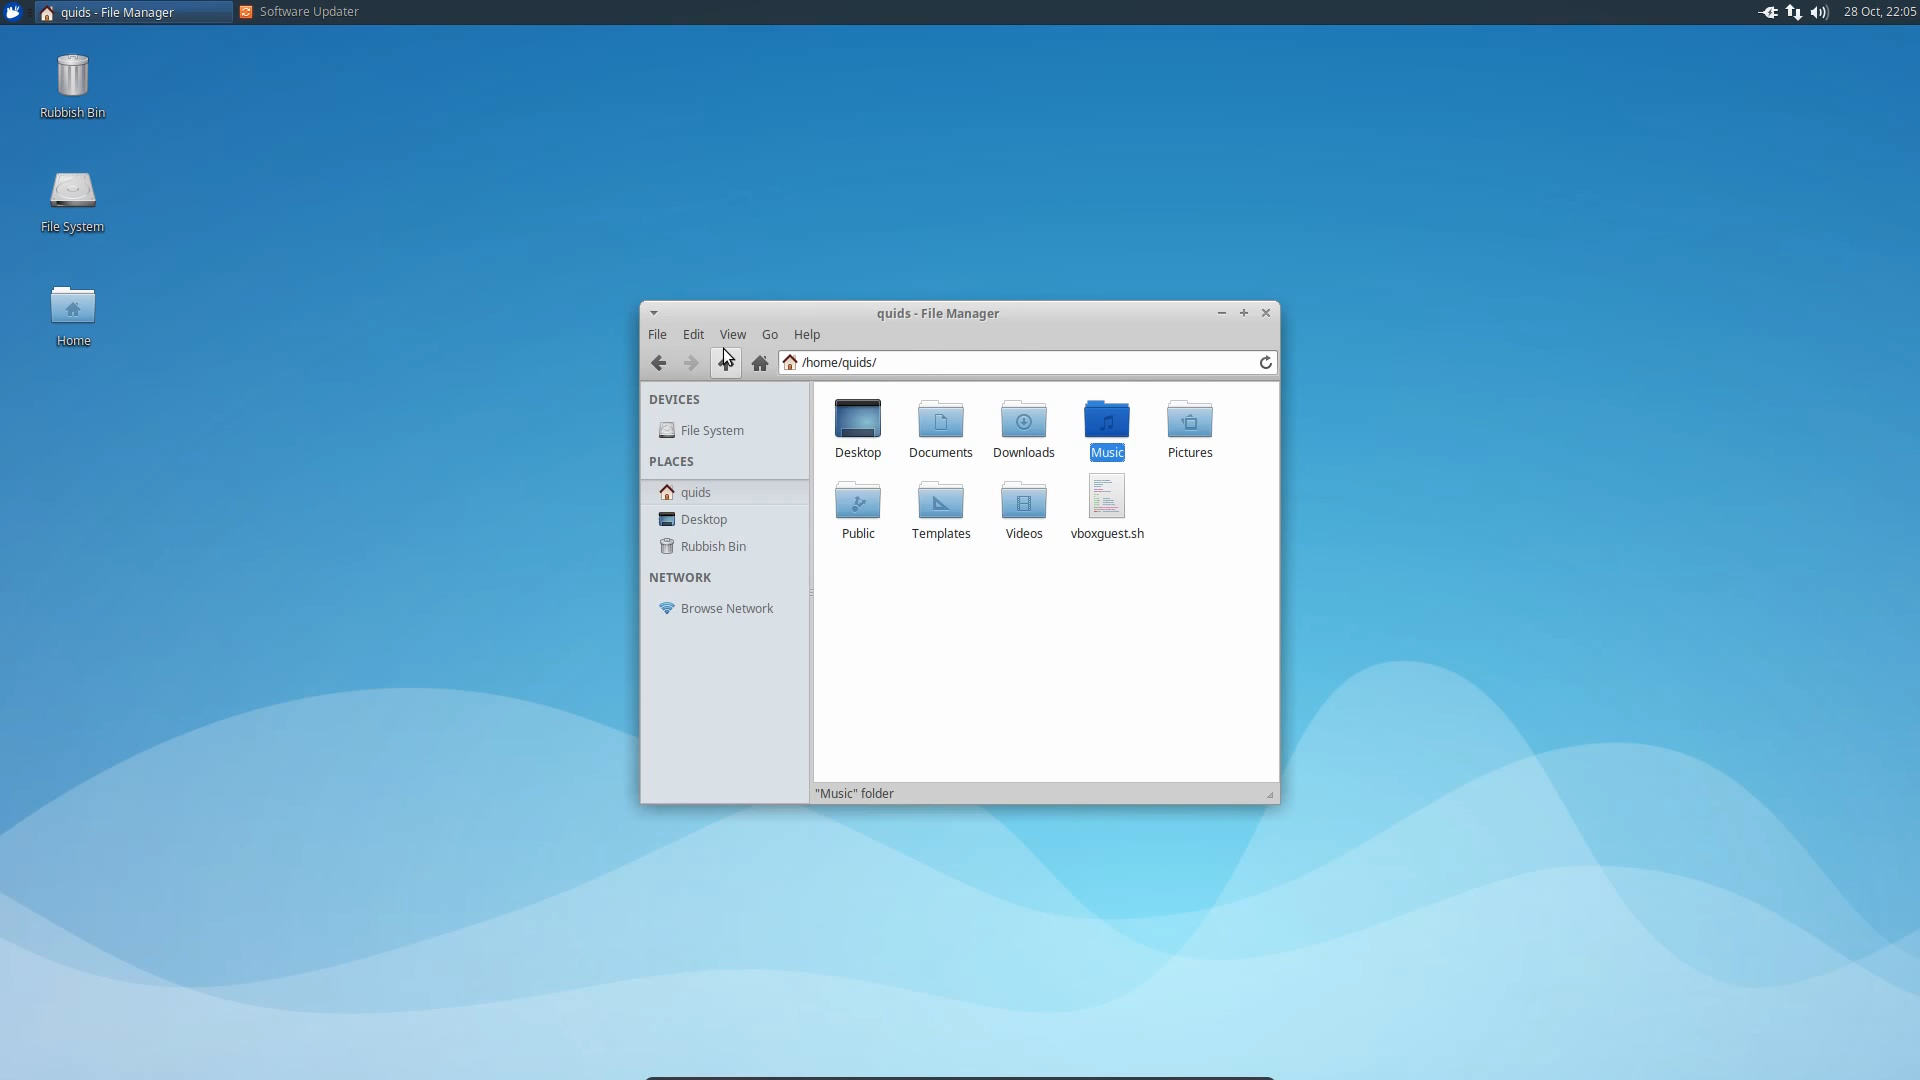 quids - File Manager
Software Updater
28 Oct, 22:05
Rubbish Bin
File System
Home
quids - File Manager
File Edit View Go Help
/home/quids/
DEVICES
File System
PLACES
quids
Desktop
Rubbish Bin
NETWORK
Browse Network
Desktop Documents Downloads Music Pictures
Public Templates Videos vboxguest.sh
"Music" folder